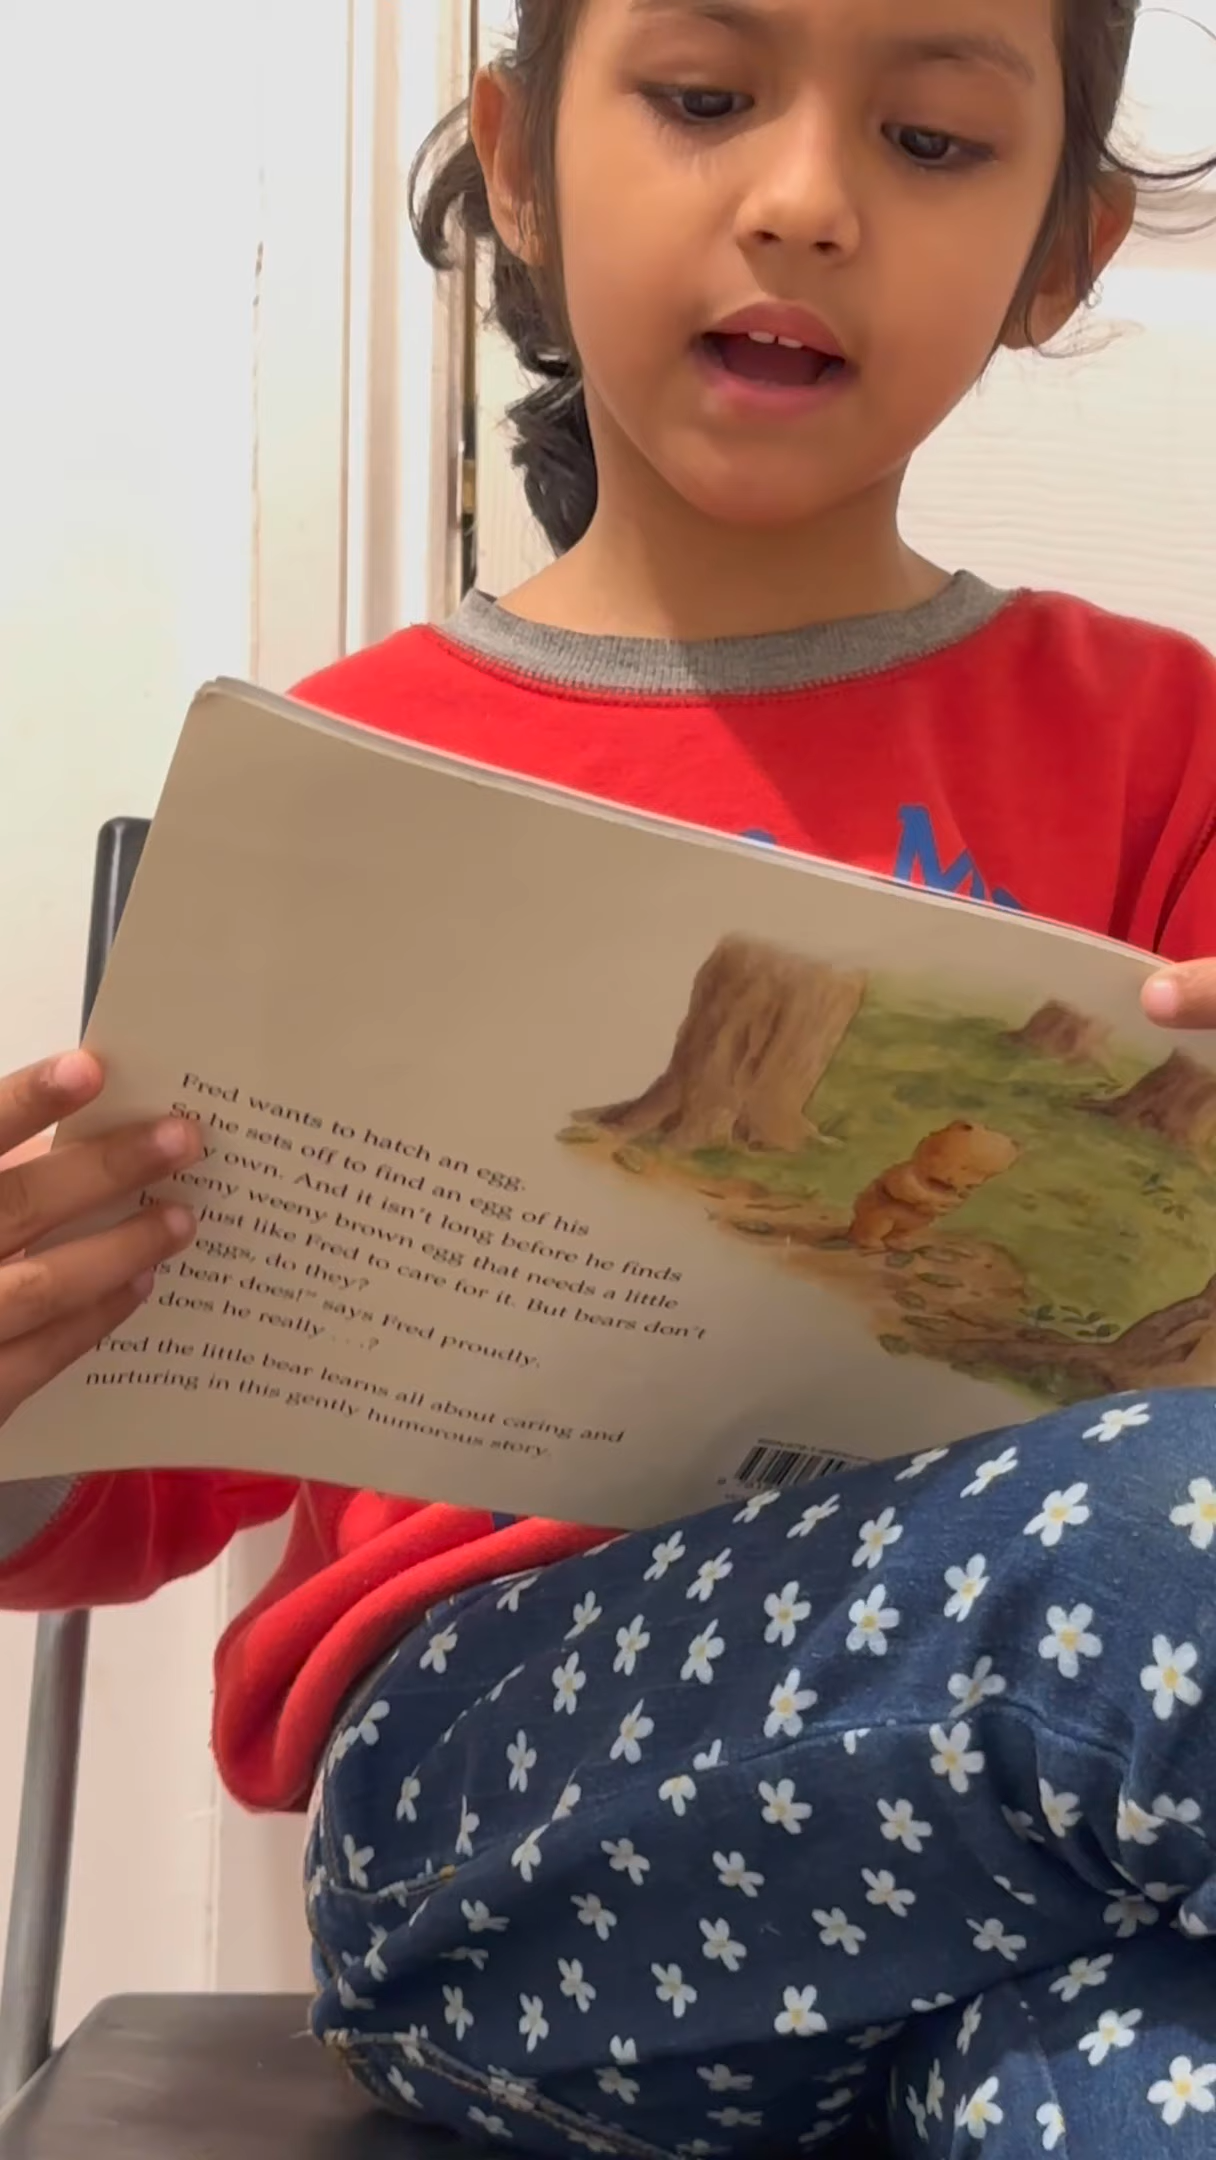 Fred wants to hatch an egg.
So he sets off to find an egg of his
own. And it isn't long before he finds
teeny weeny brown egg that needs a little
just like Fred to care for it. But bears don't
eggs, do they?
bear does!" says Fred proudly.
does he really . . .?
Fred the little bear learns all about caring and
nurturing in this gently humorous story.